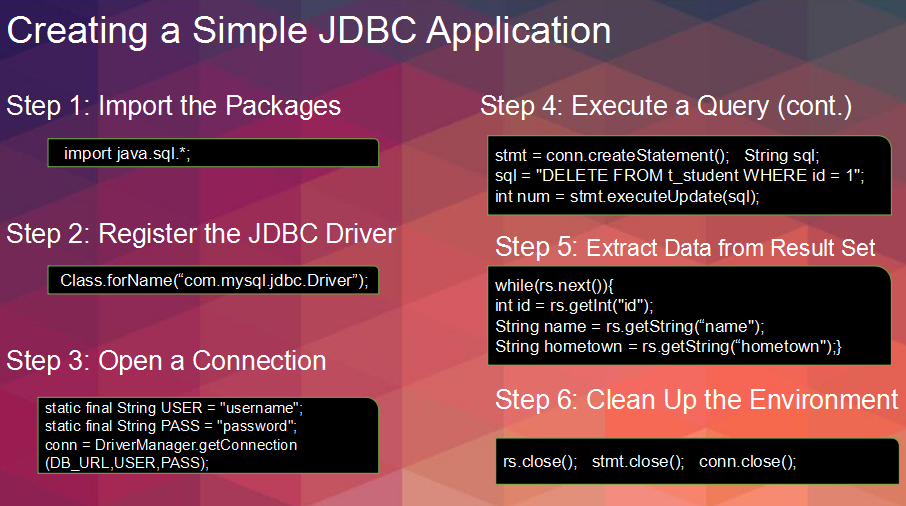 Creating a Simple JDBC Application
Step 1: Import the Packages
import java.sql.*;
Step 2: Register the JDBC Driver
Class.forName(“com.mysql.jdbc.Driver”);
Step 3: Open a Connection
static final String USER = "username";
static final String PASS = "password";
conn = DriverManager.getConnection
(DB_URL,USER,PASS);
Step 4: Execute a Query (cont.)
stmt = conn.createStatement();   String sql;
sql = "DELETE FROM t_student WHERE id = 1";
int num = stmt.executeUpdate(sql);
Step 5: Extract Data from Result Set
while(rs.next()){
int id = rs.getInt("id");
String name = rs.getString(“name");
String hometown = rs.getString(“hometown");}
Step 6: Clean Up the Environment
rs.close();   stmt.close();   conn.close();